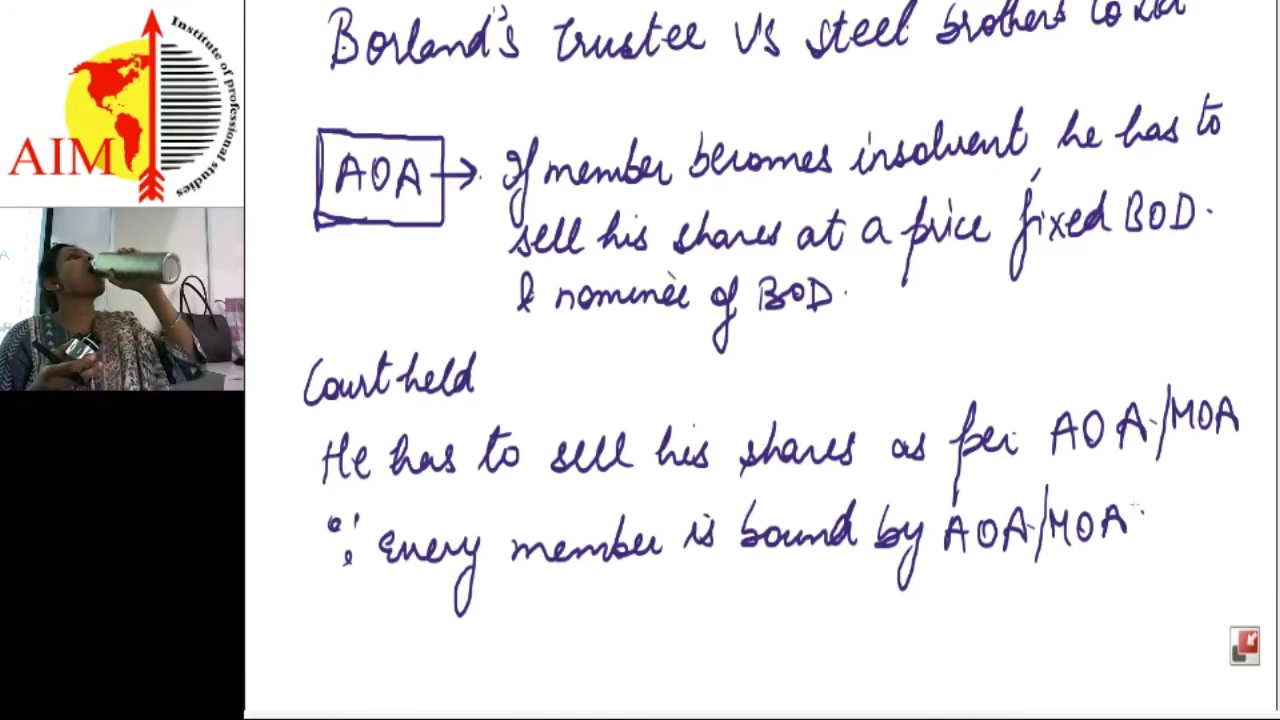 Institute of professional studies
AIM
Borland's trustee Vs steel brothers co
AOA → If member becomes insolvent, he has to
sell his shares at a price fixed BOD.
& nominee of BOD.
Court held
He has to sell his shares as per AOA/MOA
∵ Every member is bound by AOA/MOA.